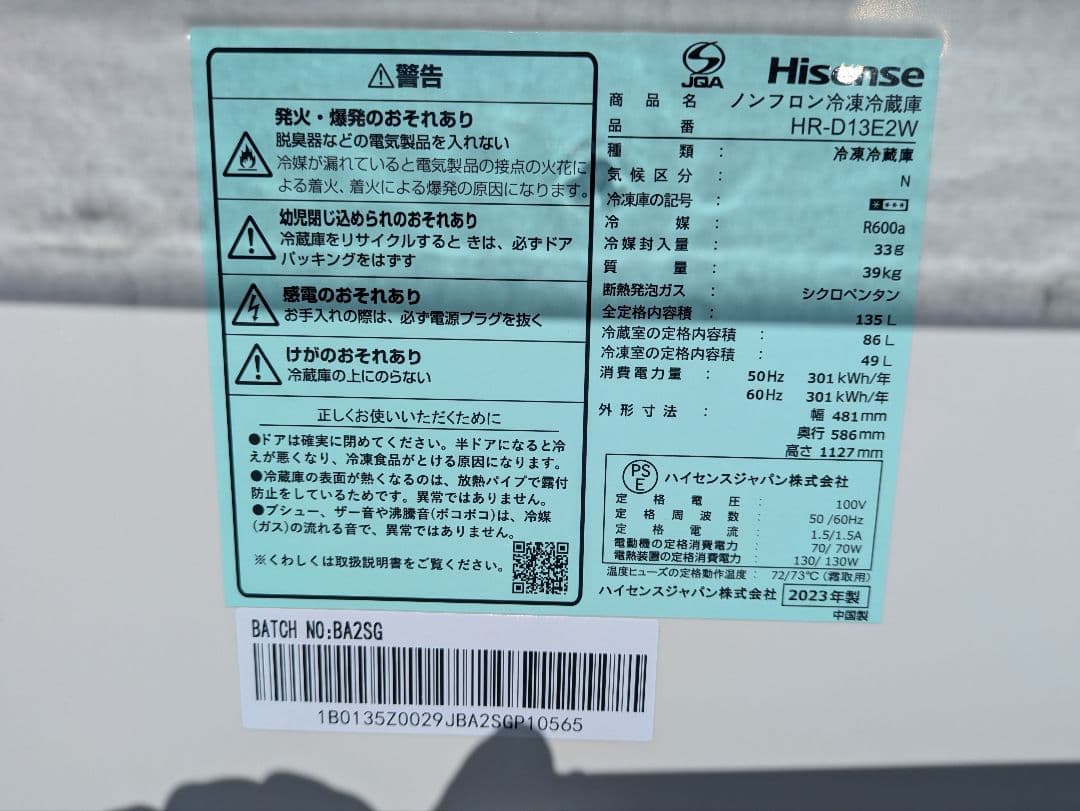 警告
発火・爆発のおそれあり
脱臭器などの電気製品を入れない
冷媒が漏れていると電気製品の接点の火花に
よる着火、着火による爆発の原因になります。
幼児閉じ込められのおそれあり
冷蔵庫をリサイクルすると きは、必ずドア
パッキングをはずす
感電のおそれあり
お手入れの際は、必ず電源プラグを抜く
けがのおそれあり
冷蔵庫の上にのらない
正しくお使いいただくために
●ドアは確実に閉めてください。半ドアになると冷
えが悪くなり、冷凍食品がとける原因になります。
●冷蔵庫の表面が熱くなるのは、放熱パイプで露付
防止をしているためです。異常ではありません。
●ブシュー、ザー音や沸騰音(ボコボコ)は、冷媒
(ガス)の流れる音で、異常ではありません。
※くわしくは取扱説明書をご覧ください。
JQA
Hisense
商品名 ノンフロン冷凍冷蔵庫
品番 HR-D13E2W
種類 : 冷凍冷蔵庫
気候区分 : N
冷凍庫の記号 : ****
冷媒 : R600a
冷媒封入量 : 33g
質量 : 39kg
断熱発泡ガス : シクロペンタン
全定格内容積 : 135 L
冷蔵室の定格内容積 : 86 L
冷凍室の定格内容積 : 49 L
消費電力量 : 50Hz 301kWh/年
60Hz 301kWh/年
外形寸法 : 幅 481mm
奥行 586mm
高さ 1127mm
PS
E
ハイセンスジャパン株式会社
定格電圧 : 100V
定格周波数 : 50 /60Hz
定格電流 : 1.5/1.5A
電動機の定格消費電力 : 70/ 70W
電熱装置の定格消費電力 : 130/ 130W
温度ヒューズの定格動作温度 : 72/73℃ (霜取用)
ハイセンスジャパン株式会社 2023年製
中国製
BATCH NO:BA2SG
1B0135Z0029JBA2SGP10565